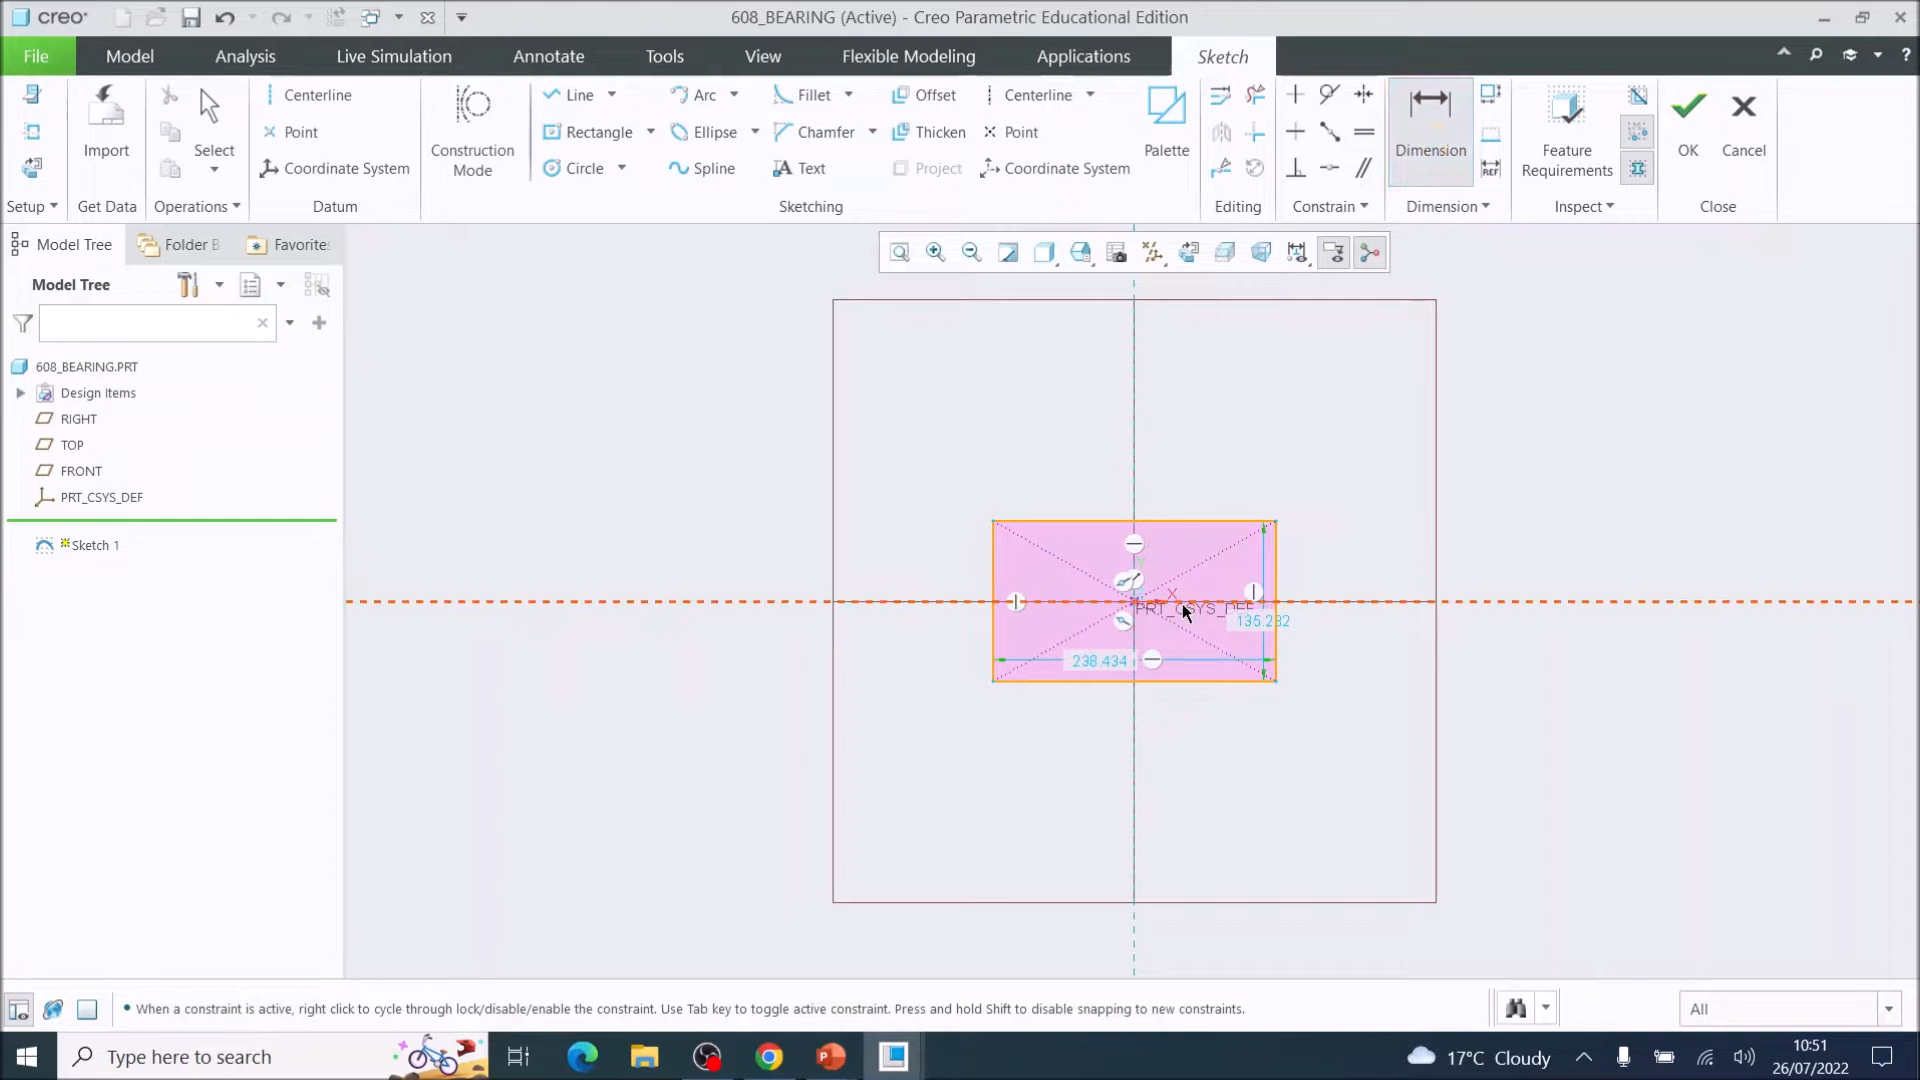 creo
608_BEARING (Active) - Creo Parametric Educational Edition
File Model Analysis Live Simulation Annotate Tools View Flexible Modeling Applications Sketch
Centerline Line Arc Fillet Offset Centerline
Import Select Point Construction Mode Rectangle Ellipse Chamfer Thicken Point Palette Dimension REF Feature Requirements OK Cancel
Coordinate System Circle Spline Text Project Coordinate System
Setup Get Data Operations Datum Sketching Editing Constrain Dimension Inspect Close
Model Tree Folder B Favorite
Model Tree
608_BEARING.PRT
Design Items
RIGHT
TOP
FRONT
PRT_CSYS_DEF
Sketch 1
Y
X
PRT_CSYS_DEF
135.232
238.434
• When a constraint is active, right click to cycle through lock/disable/enable the constraint. Use Tab key to toggle active constraint. Press and hold Shift to disable snapping to new constraints.
All
Type here to search
17°C Cloudy
10:51
26/07/2022